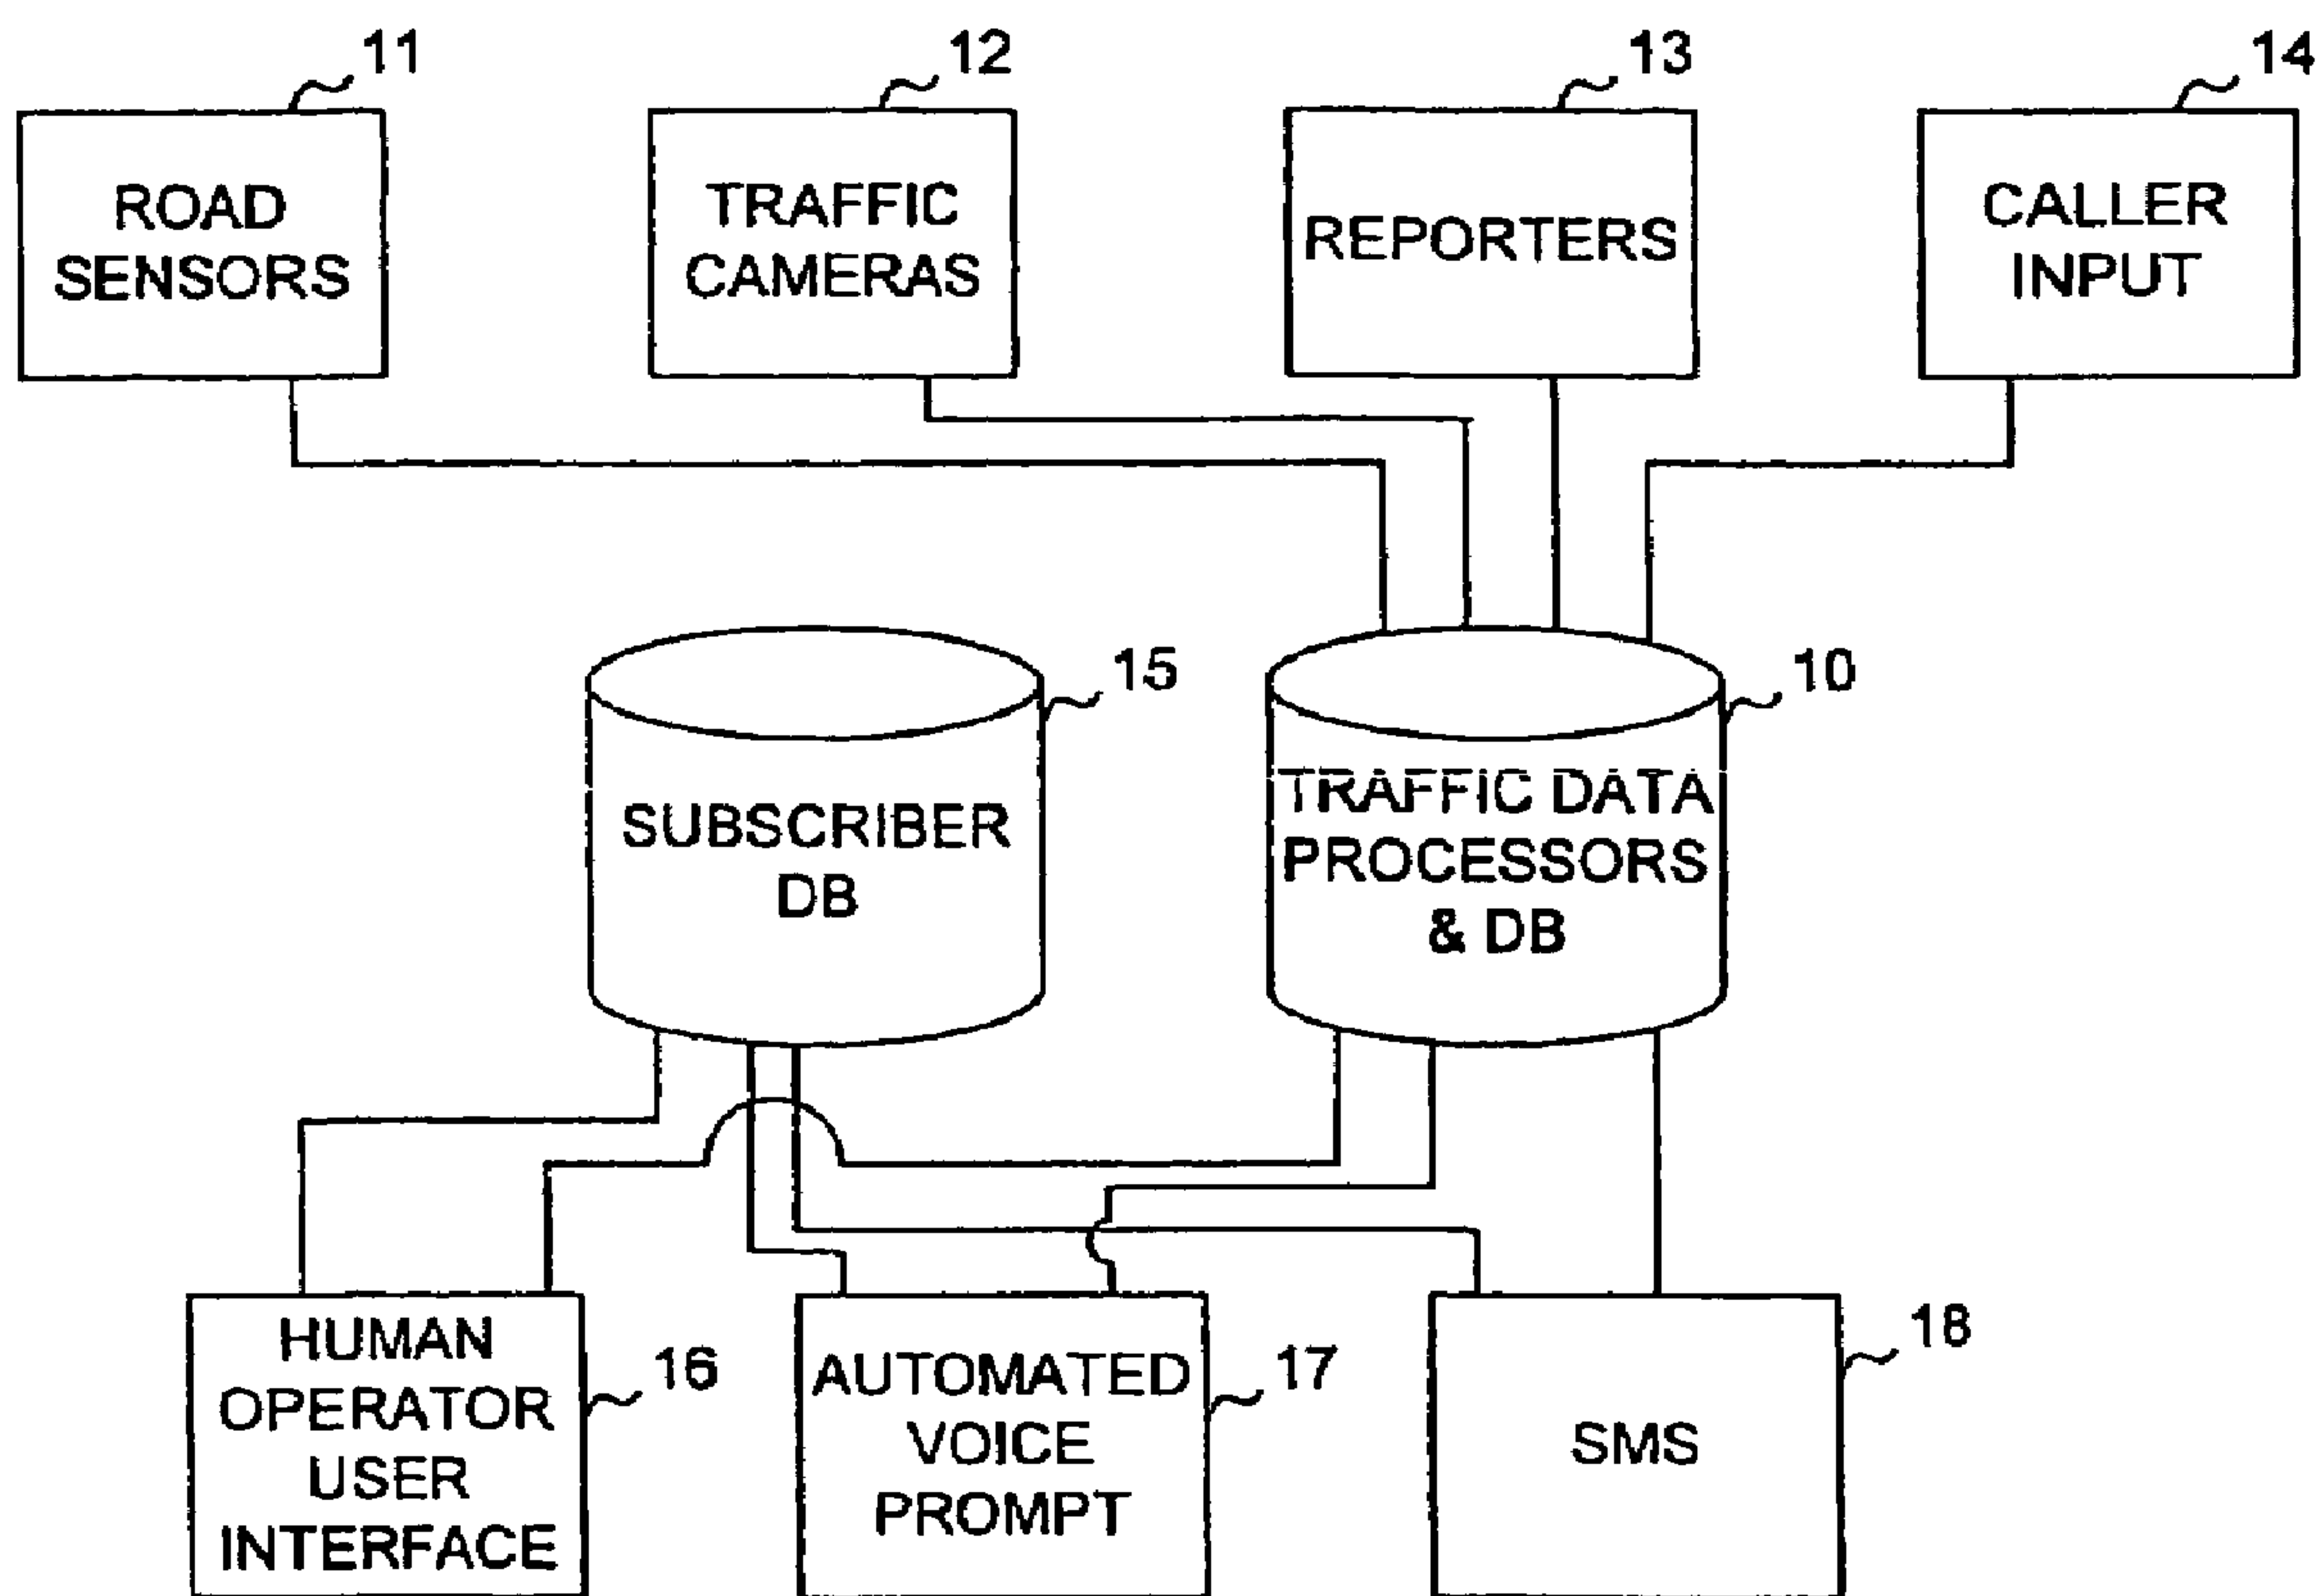 11
12
13
14
ROAD
SENSORS
TRAFFIC
CAMERAS
REPORTERS
CALLER
INPUT
15
10
SUBSCRIBER
DB
TRAFFIC DATA
PROCESSORS
& DB
HUMAN
OPERATOR
USER
INTERFACE
16
AUTOMATED
VOICE
PROMPT
17
SMS
18